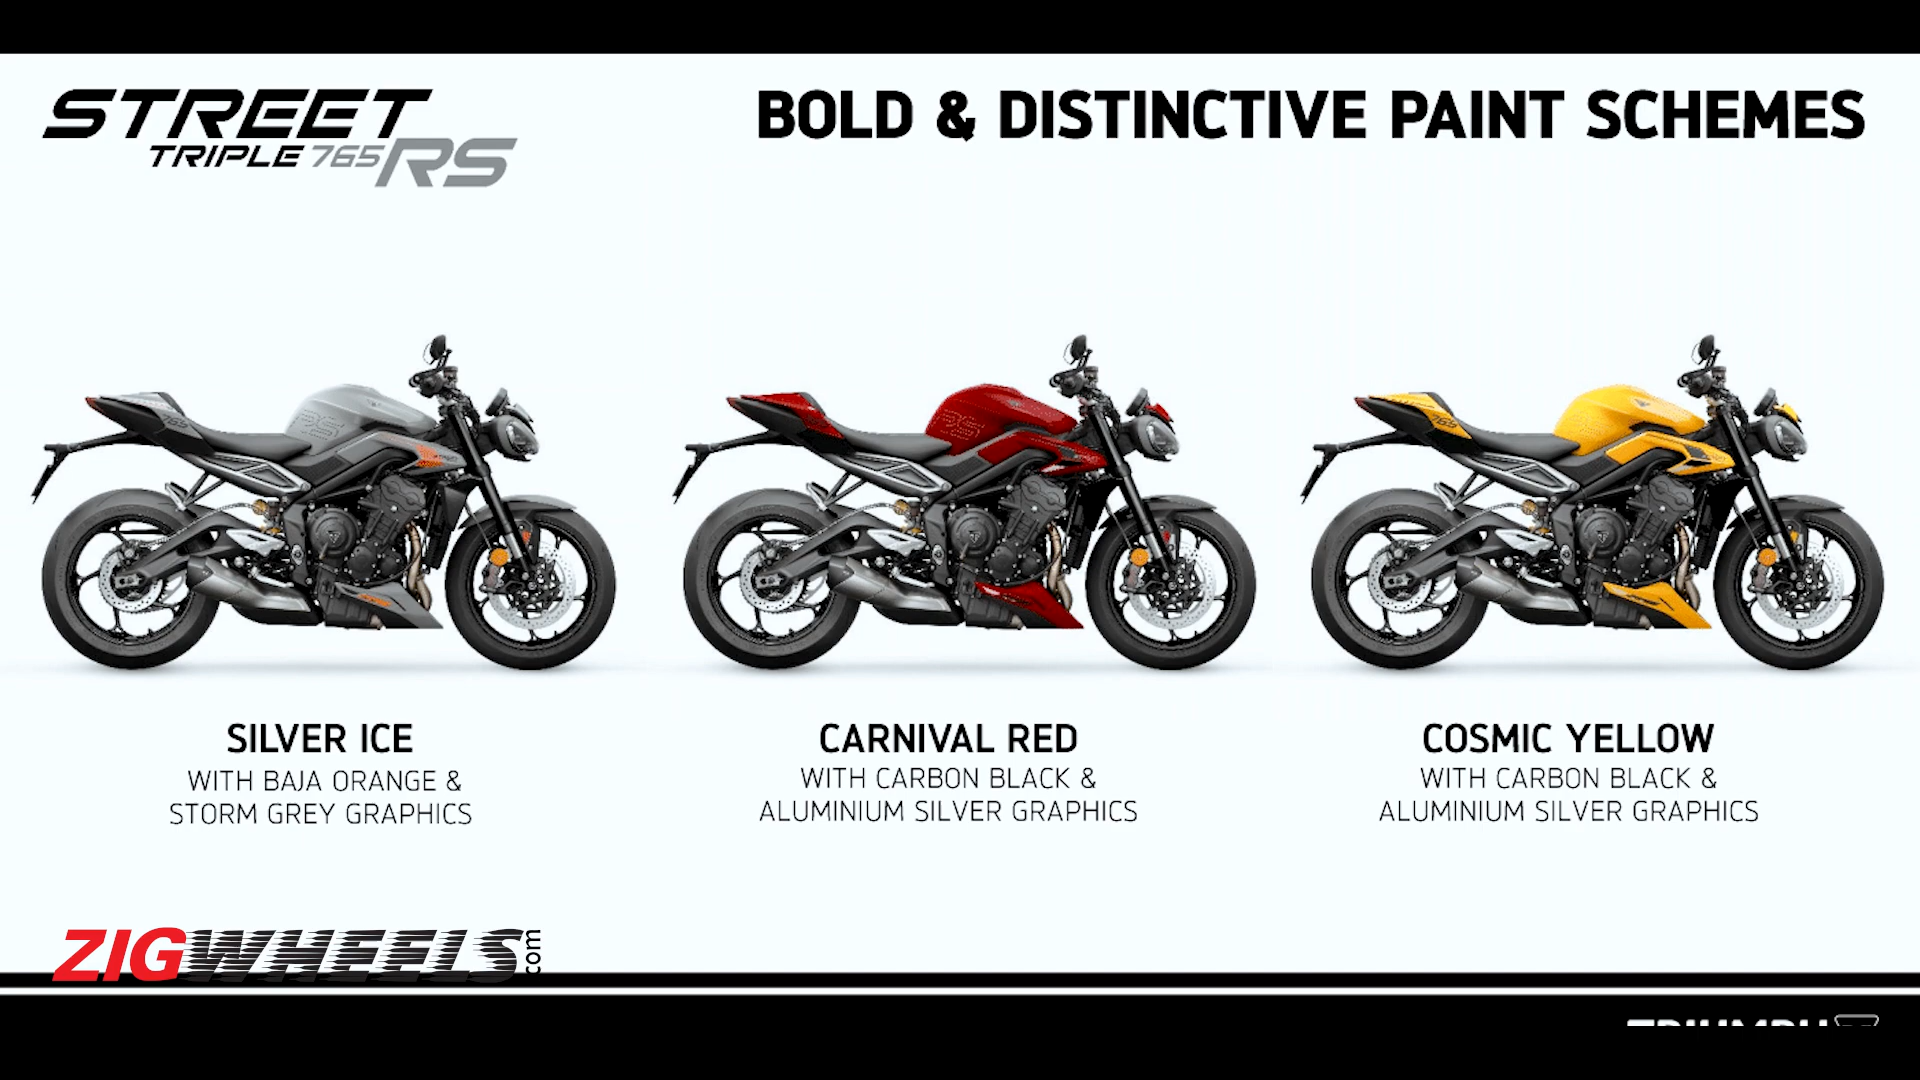 STREET
TRIPLE 765 RS
BOLD & DISTINCTIVE PAINT SCHEMES
SILVER ICE
WITH BAJA ORANGE &
STORM GREY GRAPHICS
CARNIVAL RED
WITH CARBON BLACK &
ALUMINIUM SILVER GRAPHICS
COSMIC YELLOW
WITH CARBON BLACK &
ALUMINIUM SILVER GRAPHICS
ZIGWHEELS.com
TRIUMPH